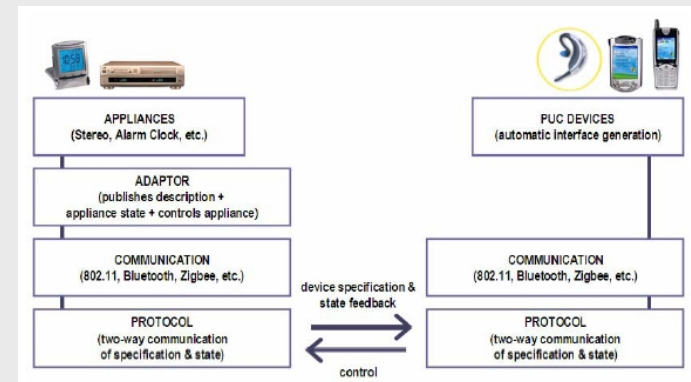 APPLIANCES
(Stereo, Alarm Clock, etc.)
ADAPTOR
(publishes description +
appliance state + controls appliance)
COMMUNICATION
(802.11, Bluetooth, Zigbee, etc.)
PROTOCOL
(two-way communication
of specification & state)
device specification &
state feedback
control
PUC DEVICES
(automatic interface generation)
COMMUNICATION
(802.11, Bluetooth, Zigbee, etc.)
PROTOCOL
(two-way communication
of specification & state)